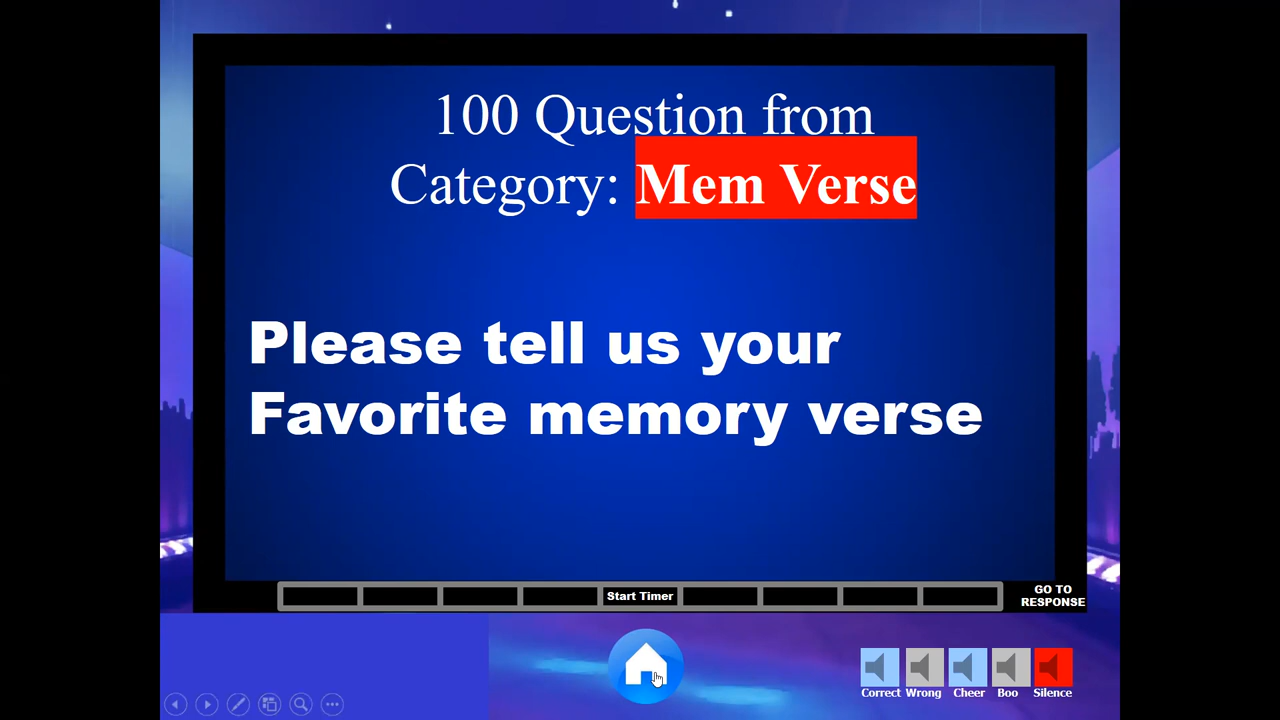 100 Question from
Category: Mem Verse
Please tell us your
Favorite memory verse
Start Timer
GO TO
RESPONSE
Correct Wrong Cheer Boo Silence